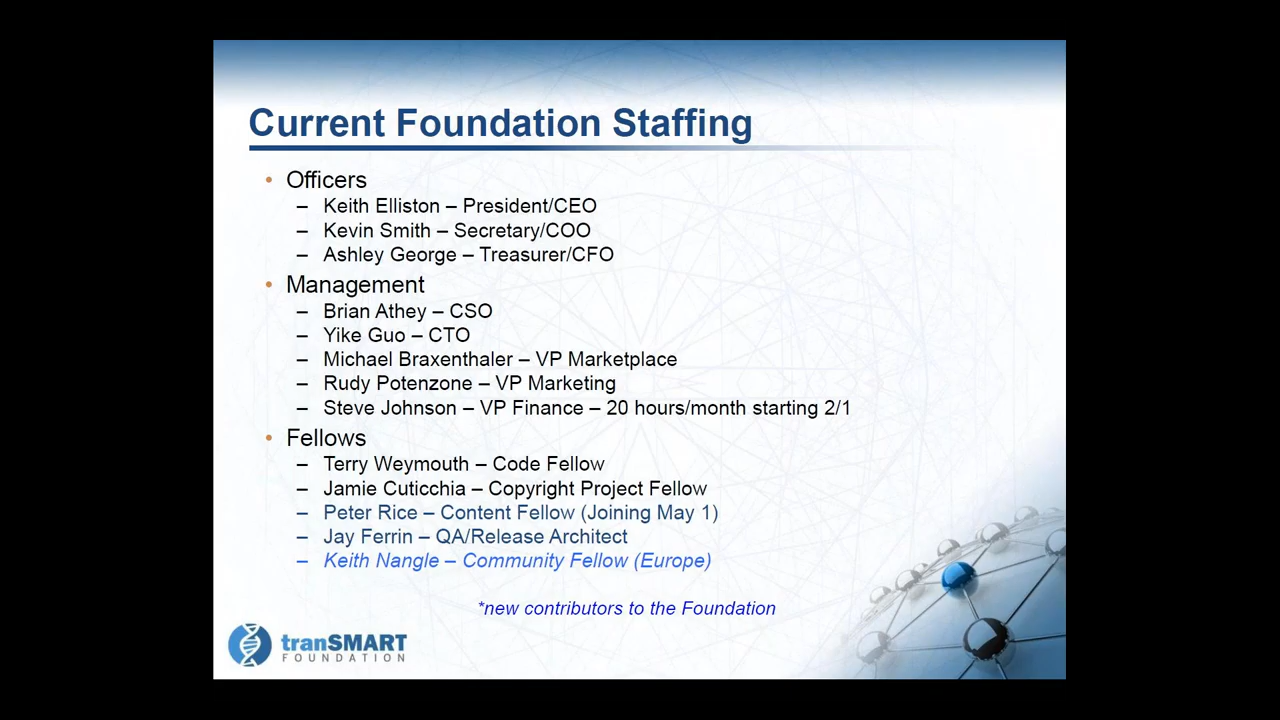 Current Foundation Staffing
• Officers
– Keith Elliston – President/CEO
– Kevin Smith – Secretary/COO
– Ashley George – Treasurer/CFO
• Management
– Brian Athey – CSO
– Yike Guo – CTO
– Michael Braxenthaler – VP Marketplace
– Rudy Potenzone – VP Marketing
– Steve Johnson – VP Finance – 20 hours/month starting 2/1
• Fellows
– Terry Weymouth – Code Fellow
– Jamie Cuticchia – Copyright Project Fellow
– Peter Rice – Content Fellow (Joining May 1)
– Jay Ferrin – QA/Release Architect
– Keith Nangle – Community Fellow (Europe)
*new contributors to the Foundation
tranSMART
FOUNDATION